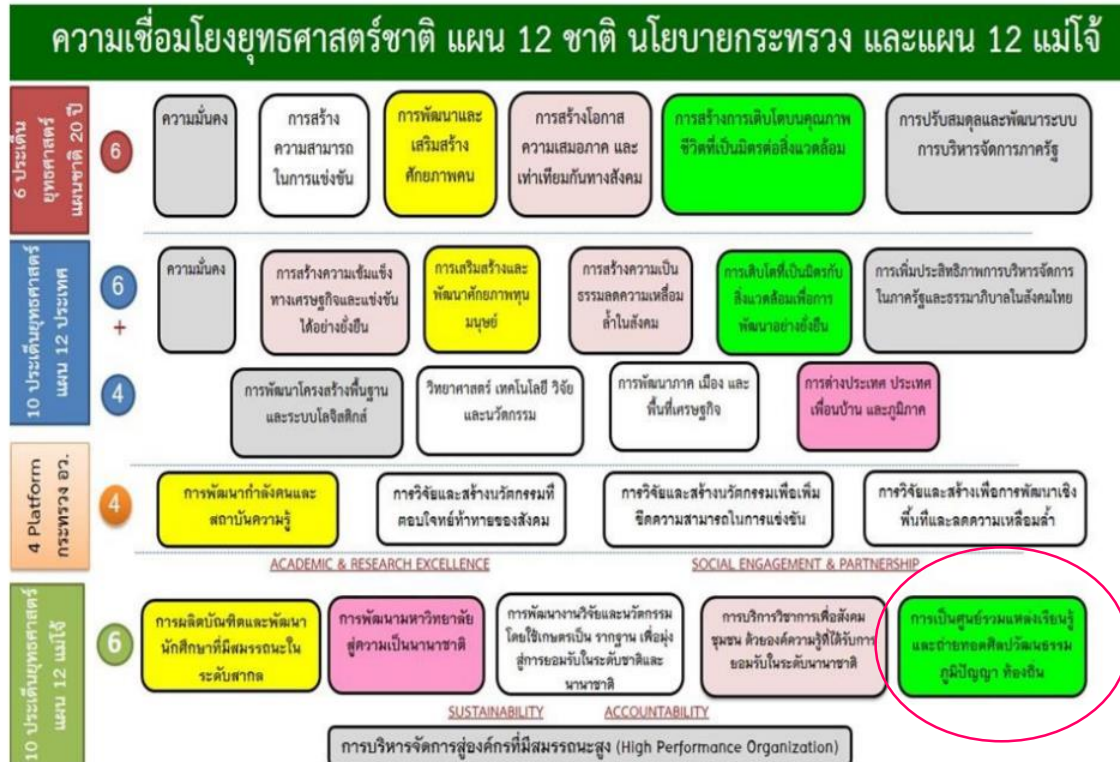 ความเชื่อมโยงยุทธศาสตร์ชาติ แผน 12 ชาติ นโยบายกระทรวง และแผน 12 แม่โจ้
6 ประเด็น
ยุทธศาสตร์
แผนชาติ 20 ปี
6
ความมั่นคง
การสร้าง
ความสามารถ
ในการแข่งขัน
การพัฒนาและ
เสริมสร้าง
ศักยภาพคน
การสร้างโอกาส
ความเสมอภาค และ
เท่าเทียมกันทางสังคม
การสร้างการเติบโตบนคุณภาพ
ชีวิตที่เป็นมิตรต่อสิ่งแวดล้อม
การปรับสมดุลและพัฒนาระบบ
การบริหารจัดการภาครัฐ
10 ประเด็นยุทธศาสตร์
แผน 12 ประเทศ
6
+
4
ความมั่นคง
การสร้างความเข้มแข็ง
ทางเศรษฐกิจและแข่งขัน
ได้อย่างยั่งยืน
การเสริมสร้างและ
พัฒนาศักยภาพทุน
มนุษย์
การสร้างความเป็น
ธรรมลดความเหลื่อม
ล้ำในสังคม
การเติบโตที่เป็นมิตรกับ
สิ่งแวดล้อมเพื่อการ
พัฒนาอย่างยั่งยืน
การเพิ่มประสิทธิภาพการบริหารจัดการ
ในภาครัฐและธรรมาภิบาลในสังคมไทย
การพัฒนาโครงสร้างพื้นฐาน
และระบบโลจิสติกส์
วิทยาศาสตร์ เทคโนโลยี วิจัย
และนวัตกรรม
การพัฒนาภาค เมือง และ
พื้นที่เศรษฐกิจ
การต่างประเทศ ประเทศ
เพื่อนบ้าน และภูมิภาค
4 Platform
กระทรวง อว.
4
การพัฒนากำลังคนและ
สถาบันความรู้
การวิจัยและสร้างนวัตกรรมที่
ตอบโจทย์ท้าทายของสังคม
การวิจัยและสร้างนวัตกรรมเพื่อเพิ่ม
ขีดความสามารถในการแข่งขัน
การวิจัยและสร้างเพื่อการพัฒนาเชิง
พื้นที่และลดความเหลื่อมล้ำ
ACADEMIC & RESEARCH EXCELLENCE
SOCIAL ENGAGEMENT & PARTNERSHIP
10 ประเด็นยุทธศาสตร์
แผน 12 แม่โจ้
6
การผลิตบัณฑิตและพัฒนา
นักศึกษาที่มีสมรรถนะใน
ระดับสากล
การพัฒนามหาวิทยาลัย
สู่ความเป็นนานาชาติ
การพัฒนางานวิจัยและนวัตกรรม
โดยใช้เกษตรเป็น รากฐาน เพื่อมุ่ง
สู่การยอมรับในระดับชาติและ
นานาชาติ
การบริการวิชาการเพื่อสังคม
ชุมชน ด้วยองค์ความรู้ที่ได้รับการ
ยอมรับในระดับนานาชาติ
การเป็นศูนย์รวมแหล่งเรียนรู้
และถ่ายทอดศิลปวัฒนธรรม
ภูมิปัญญา ท้องถิ่น
SUSTAINABILITY
ACCOUNTABILITY
การบริหารจัดการสู่องค์กรที่มีสมรรถนะสูง (High Performance Organization)